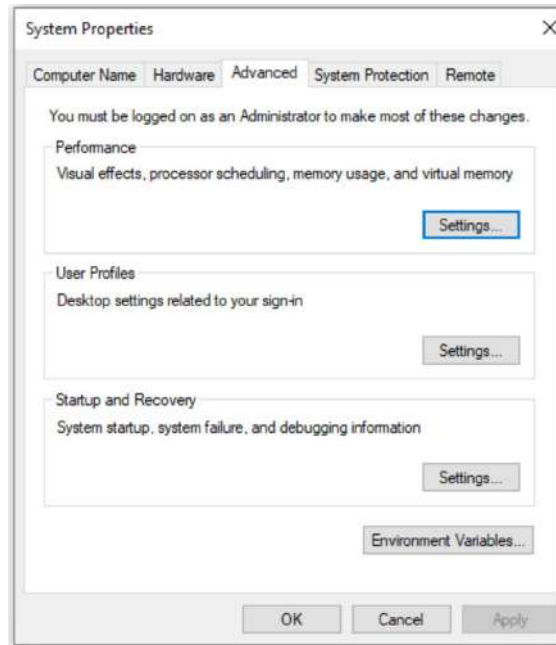 System Properties
Computer Name Hardware Advanced System Protection Remote
You must be logged on as an Administrator to make most of these changes.
Performance
Visual effects, processor scheduling, memory usage, and virtual memory
Settings...
User Profiles
Desktop settings related to your sign-in
Settings...
Startup and Recovery
System startup, system failure, and debugging information
Settings...
Environment Variables...
OK Cancel Apply